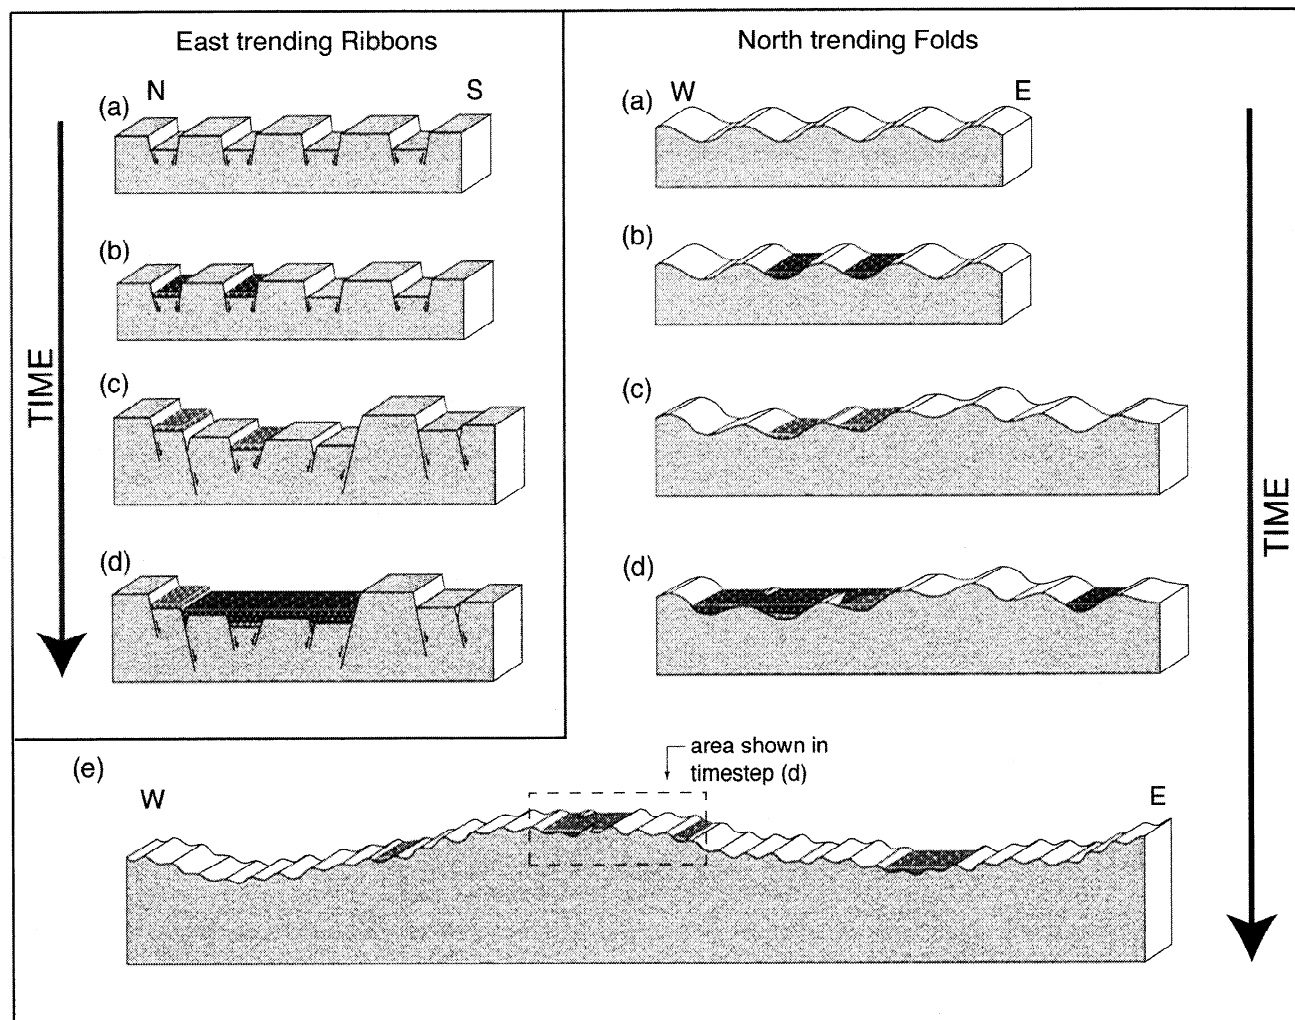 East trending Ribbons
N
S
(a)
(b)
(c)
(d)
TIME
North trending Folds
W
E
(a)
(b)
(c)
(d)
TIME
(e)
area shown in
timestep (d)
W
E